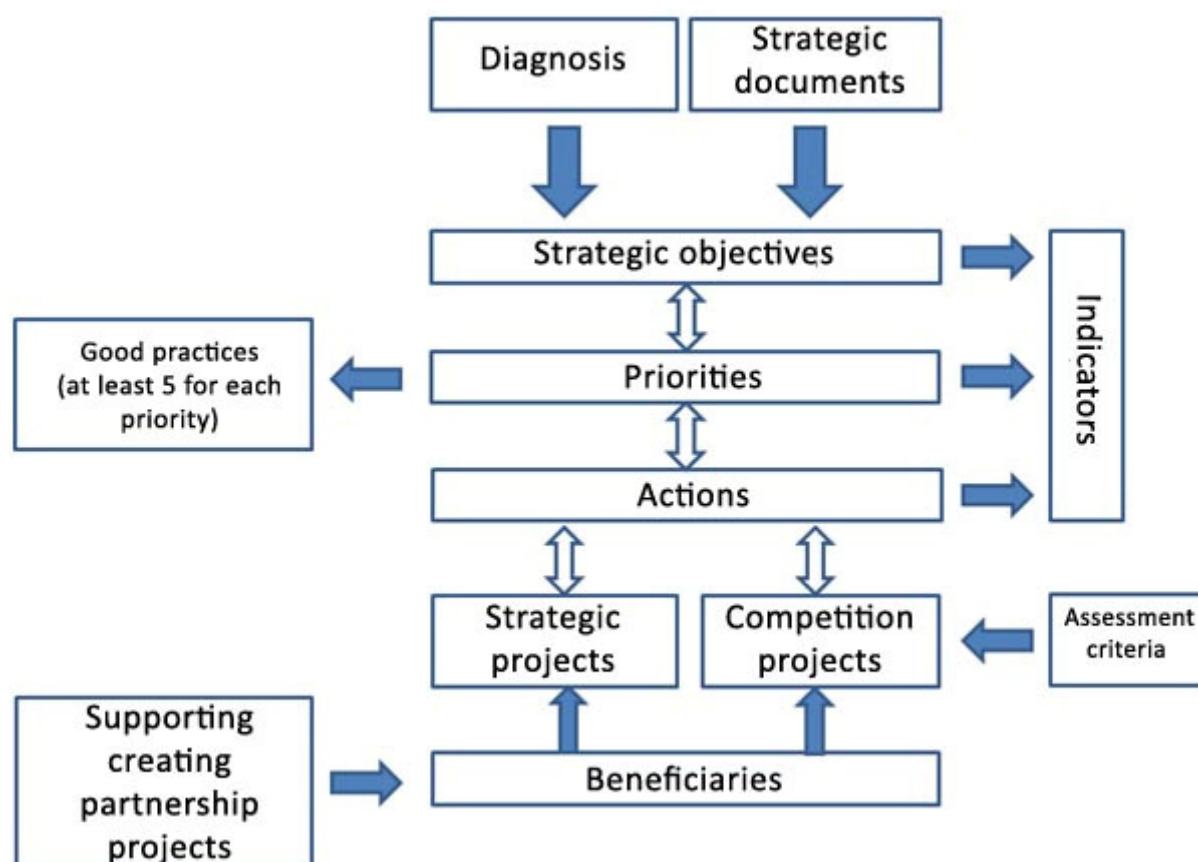 Diagnosis
Strategic
documents
Strategic objectives
Indicators
Good practices
(at least 5 for each
priority)
Priorities
Actions
Strategic
projects
Competition
projects
Assessment
criteria
Supporting
creating
partnership
projects
Beneficiaries